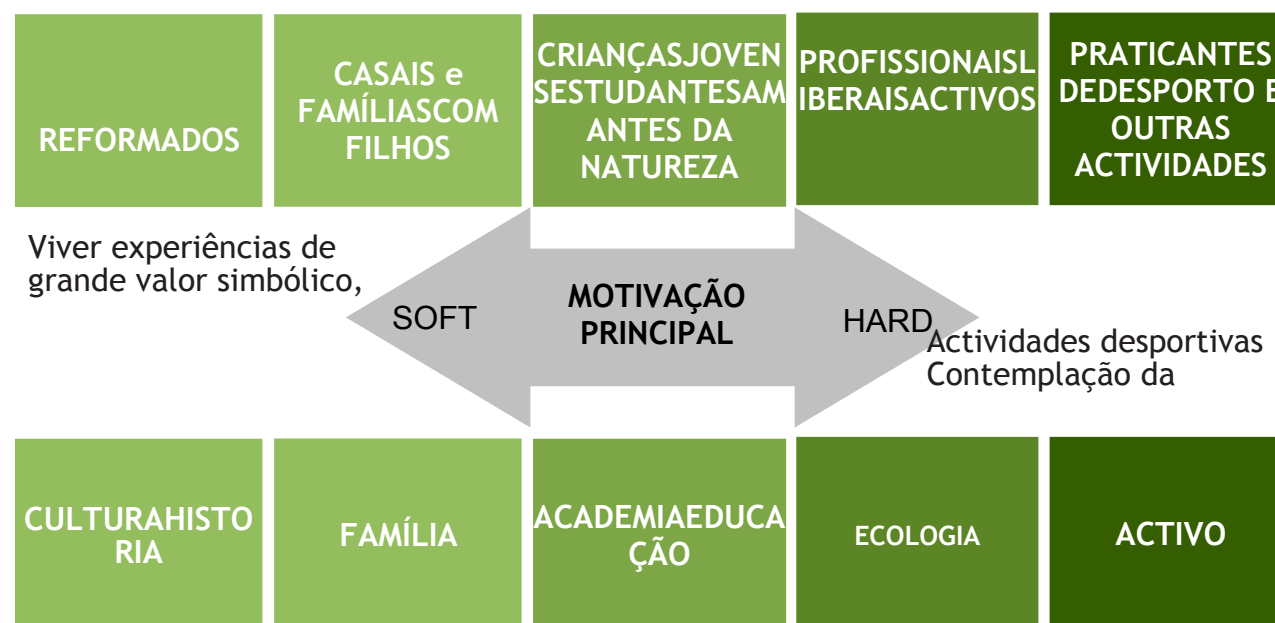 REFORMADOS
CASAIS e
FAMÍLIASCOM
FILHOS
CRIANÇASJOVEN
SESTUDANTESAM
ANTES DA
NATUREZA
PROFISSIONAISL
IBERAISACTIVOS
PRATICANTES
DEDESPORTO E
OUTRAS
ACTIVIDADES
Viver experiências de
grande valor simbólico,
SOFT
MOTIVAÇÃO
PRINCIPAL
HARD
Actividades desportivas
Contemplação da
CULTURAHISTO
RIA
FAMÍLIA
ACADEMIAEDUCA
ÇÃO
ECOLOGIA
ACTIVO